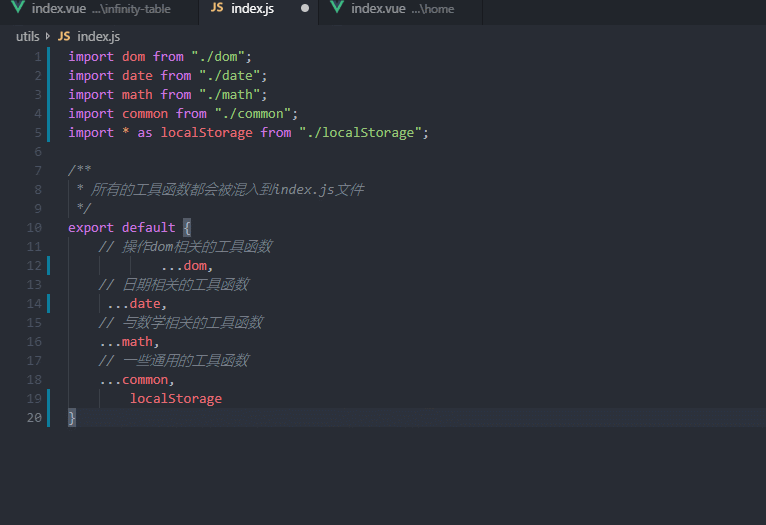 index.vue ...\infinity-table
JS index.js
index.vue ...\home
utils JS index.js
1 import dom from "./dom";
2 import date from "./date";
3 import math from "./math";
4 import common from "./common";
5 import * as localStorage from "./localStorage";
6
7 /**
8 * 所有的工具函数都会被混入到index.js文件
9 */
10 export default {
11 // 操作dom相关的工具函数
12 ...dom,
13 // 日期相关的工具函数
14 ...date,
15 // 与数学相关的工具函数
16 ...math,
17 // 一些通用的工具函数
18 ...common,
19 localStorage
20 }